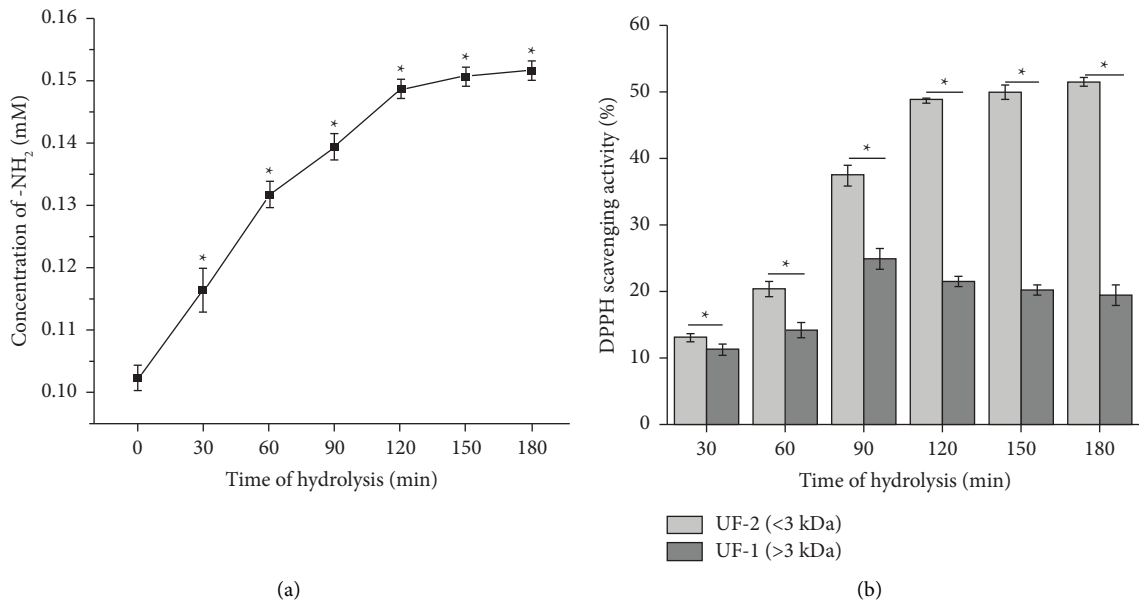 0.16
0.15
0.14
0.13
0.12
0.11
0.10
Concentration of -NH₂ (mM)
* * * * * *
0 30 60 90 120 150 180
Time of hydrolysis (min)
(a)
60
50
40
30
20
10
0
DPPH scavenging activity (%)
* * * * * *
30 60 90 120 150 180
Time of hydrolysis (min)
UF-2 (<3 kDa)
UF-1 (>3 kDa)
(b)